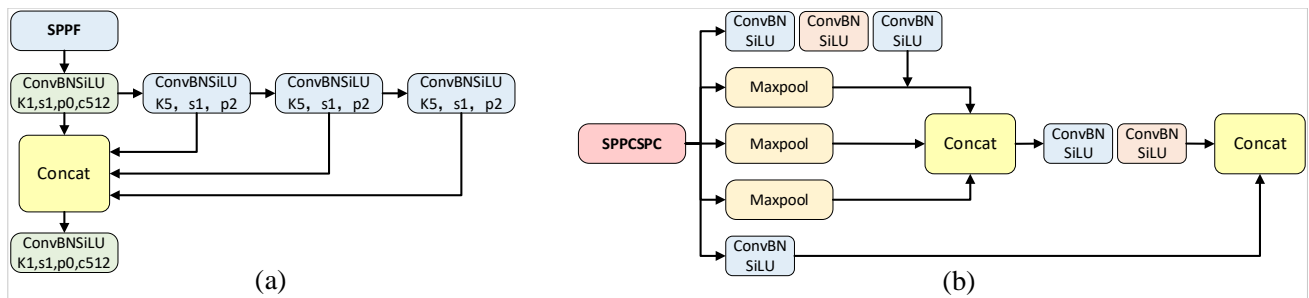 SPPF
ConvBNSiLU
K1,s1,p0,c512
ConvBNSiLU
K5, s1, p2
ConvBNSiLU
K5, s1, p2
ConvBNSiLU
K5, s1, p2
Concat
ConvBNSiLU
K1,s1,p0,c512
(a)
SPPCSPC
ConvBN
SiLU
ConvBN
SiLU
ConvBN
SiLU
Maxpool
Maxpool
Maxpool
ConvBN
SiLU
Concat
ConvBN
SiLU
ConvBN
SiLU
Concat
(b)